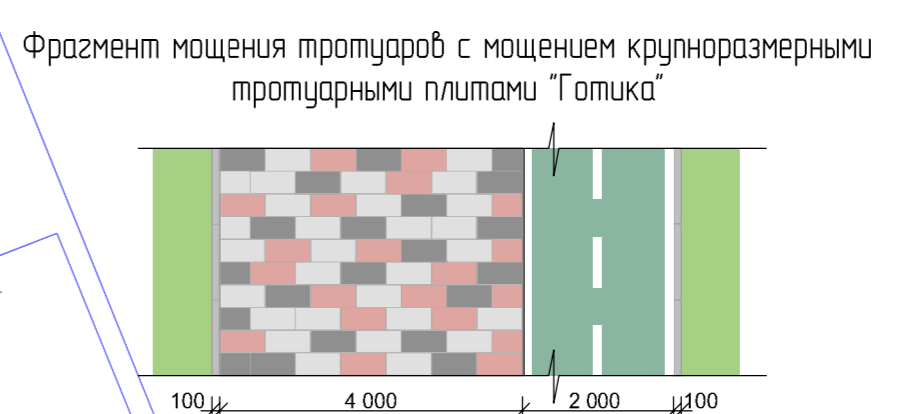 Фрагмент мощения тротуаров с мощением крупноразмерными
тротуарными плитами "Готика"
100 4 000 2 000 100